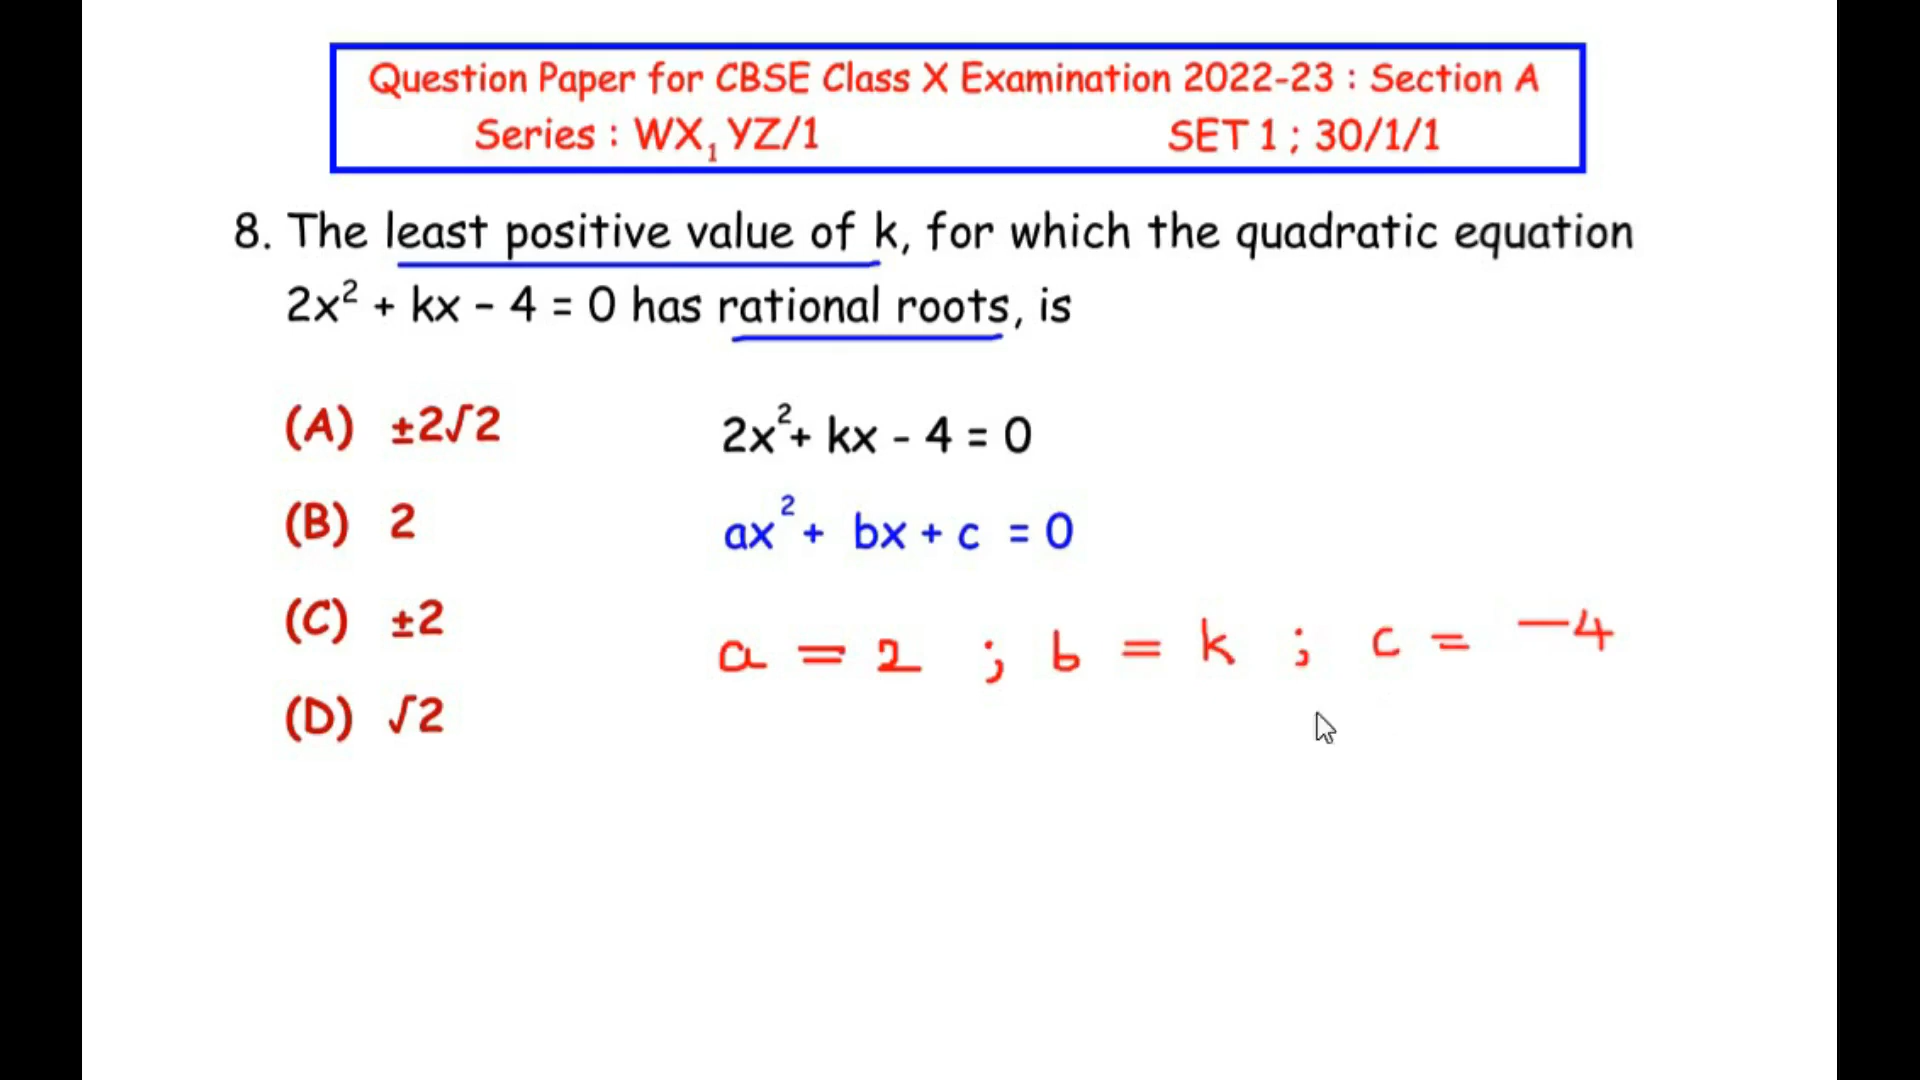 Question Paper for CBSE Class X Examination 2022-23 : Section A
Series : WX₁YZ/1 SET 1 ; 30/1/1
8. The least positive value of k, for which the quadratic equation
2x² + kx - 4 = 0 has rational roots, is
(A) ±2√2
2x² + kx - 4 = 0
(B) 2
ax² + bx + c = 0
(C) ±2
a = 2 ; b = k ; c = -4
(D) √2